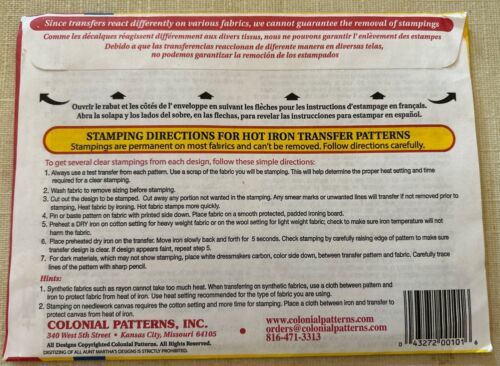 Since transfers react differently on various fabrics, we cannot guarantee the removal of stampings
Comme les décalques réagissent différemment aux divers tissus, nous ne pouvons garantir l' enlèvement des estampes
Debido a que las transferencias reaccionan de diferente manera en diversas telas,
no podemos garantizar la remoción de los estampados
Ouvrir le rabat et les côtés de l' enveloppe en suivant les flèches pour les instructions d'estampage en français.
Abra la solapa y los lados del sobre, en las flechas, para revelar las instrucciones para estampar en español.
STAMPING DIRECTIONS FOR HOT IRON TRANSFER PATTERNS
Stampings are permanent on most fabrics and can't be removed. Follow directions carefully.
To get several clear stampings from each design, follow these simple directions:
1. Always use a test transfer from each pattern. Use a scrap of the fabric you will be stamping. This will help determine the proper heat setting and time
required for a clear stamping.
2. Wash fabric to remove sizing before stamping.
3. Cut out the design to be stamped. Cut away any portion not wanted in the stamping. Any smear marks or unwanted lines will transfer if not removed prior to
stamping. Heat fabric by ironing. Hot fabric stamps more quickly.
4. Pin or baste pattern on fabric with printed side down. Place fabric on a smooth protected, padded ironing board.
5. Preheat a DRY iron on cotton setting for heavy weight fabric or on the wool setting for light weight fabric; check to make sure iron temperature will not
harm the fabric.
6. Place preheated dry iron on the transfer. Move iron slowly back and forth for 5 seconds. Check stamping by carefully raising edge of pattern to make sure
transfer design is clear. If design appears faint, repeat step 5.
7. For dark materials, which may not show stamping, place white dressmakers carbon, color side down, between transfer pattern and fabric. Carefully trace
lines of the pattern with sharp pencil.
Hints:
1. Synthetic fabrics such as rayon cannot take too much heat. When transferring on synthetic fabrics, use a cloth between pattern and
iron to protect fabric from heat of iron. Use heat setting recommended for the type of fabric you are using.
2. Stamping on needlework canvas requires the cotton setting and more time for stamping. Place a cloth between iron and transfer to
protect canvas from heat of iron.
COLONIAL PATTERNS, INC.
340 West 5th Street • Kansas City, Missouri 64105
All Designs Copyrighted Colonial Patterns. All Rights Reserved.
DIGITIZING OF ALL AUNT MARTHA'S DESIGNS IS STRICTLY PROHIBITED.
www.colonialpatterns.com
orders@colonialpatterns.com
816-471-3313
0 43272 00101 6